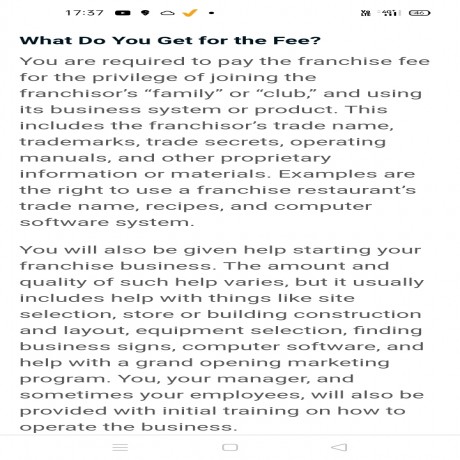 17:37
What Do You Get for the Fee?
You are required to pay the franchise fee
for the privilege of joining the
franchisor's “family” or “club,” and using
its business system or product. This
includes the franchisor's trade name,
trademarks, trade secrets, operating
manuals, and other proprietary
information or materials. Examples are
the right to use a franchise restaurant's
trade name, recipes, and computer
software system.
You will also be given help starting your
franchise business. The amount and
quality of such help varies, but it usually
includes help with things like site
selection, store or building construction
and layout, equipment selection, finding
business signs, computer software, and
help with a grand opening marketing
program. You, your manager, and
sometimes your employees, will also be
provided with initial training on how to
operate the business.